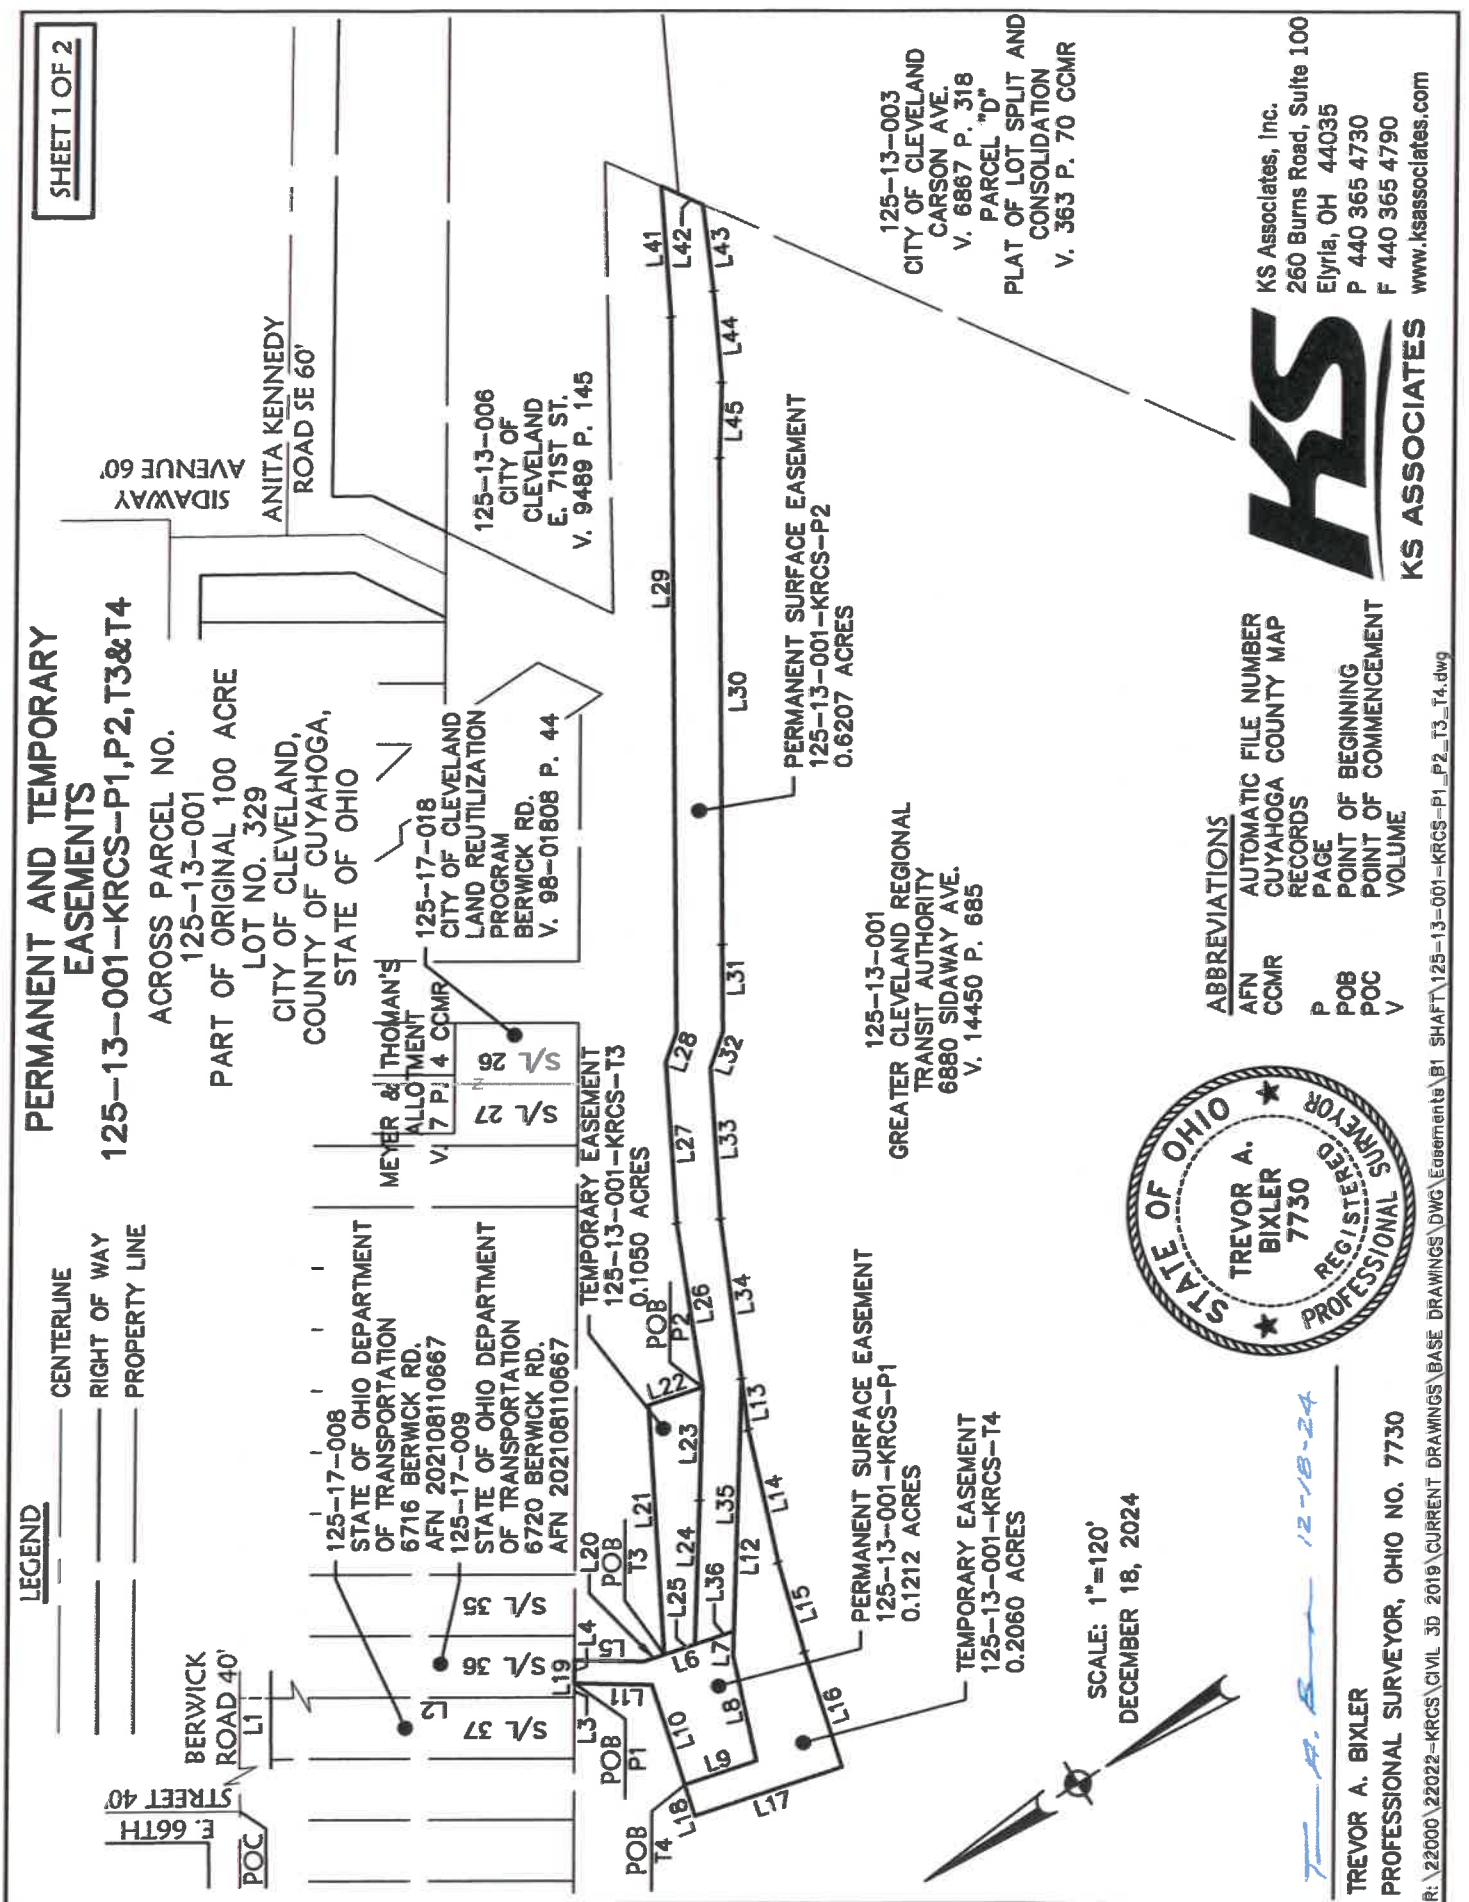 SHEET 1 OF 2
PERMANENT AND TEMPORARY
EASEMENTS
125-13-001-KRCS-P1,P2,T3&T4
ACROSS PARCEL NO.
125-13-001
PART OF ORIGINAL 100 ACRE
LOT NO. 329
CITY OF CLEVELAND,
COUNTY OF CUYAHOGA,
STATE OF OHIO
LEGEND
CENTERLINE
RIGHT OF WAY
PROPERTY LINE
E. 66TH
STREET 40'
POC
BERWICK
ROAD 40'
L1
L2
SIDAWAY
AVENUE 60'
ANITA KENNEDY
ROAD SE 60'
125-17-008
STATE OF OHIO DEPARTMENT
OF TRANSPORTATION
6716 BERWICK RD.
AFN 202108110667
125-17-009
STATE OF OHIO DEPARTMENT
OF TRANSPORTATION
6720 BERWICK RD.
AFN 202108110667
MEYER & THOMAN'S
ALLOTMENT
V. 7 P. 4 CCMR
125-17-018
CITY OF CLEVELAND
LAND REUTILIZATION
PROGRAM
BERWICK RD.
V. 98-01808 P. 44
125-13-006
CITY OF
CLEVELAND
E. 71ST ST.
V. 9489 P. 145
S/L 37
S/L 36
S/L 35
S/L 27
S/L 26
TEMPORARY EASEMENT
125-13-001-KRCS-T3
0.1050 ACRES
POB
P1
POB
T3
POB
P2
POB
T4
L3
L19
L4
L5
L20
L11
L6
L7
L8
L9
L10
L18
L17
L16
L15
L14
L13
L12
L36
L35
L25
L24
L23
L21
L22
L26
L34
L27
L33
L28
L32
L31
L29
L30
L45
L44
L41
L42
L43
125-13-003
CITY OF CLEVELAND
CARSON AVE.
V. 6867 P. 318
PARCEL "D"
PLAT OF LOT SPLIT AND
CONSOLIDATION
V. 363 P. 70 CCMR
PERMANENT SURFACE EASEMENT
125-13-001-KRCS-P2
0.6207 ACRES
125-13-001
GREATER CLEVELAND REGIONAL
TRANSIT AUTHORITY
6880 SIDAWAY AVE.
V. 14450 P. 685
PERMANENT SURFACE EASEMENT
125-13-001-KRCS-P1
0.1212 ACRES
TEMPORARY EASEMENT
125-13-001-KRCS-T4
0.2060 ACRES
SCALE: 1"=120'
DECEMBER 18, 2024
ABBREVIATIONS
AFN AUTOMATIC FILE NUMBER
CCMR CUYAHOGA COUNTY MAP
RECORDS
P PAGE
POB POINT OF BEGINNING
POC POINT OF COMMENCEMENT
V VOLUME
STATE OF OHIO
TREVOR A.
BIXLER
7730
REGISTERED
PROFESSIONAL SURVEYOR
KS
KS ASSOCIATES
KS Associates, Inc.
260 Burns Road, Suite 100
Elyria, OH 44035
P 440 365 4730
F 440 365 4790
www.ksassociates.com
12-18-24
TREVOR A. BIXLER
PROFESSIONAL SURVEYOR, OHIO NO. 7730
R:\22000\22022-KRCS\CIVIL 3D 2019\CURRENT DRAWINGS\BASE DRAWINGS\DWG\Easements\B1 SHAFT\125-13-001-KRCS-P1_P2_T3_T4.dwg